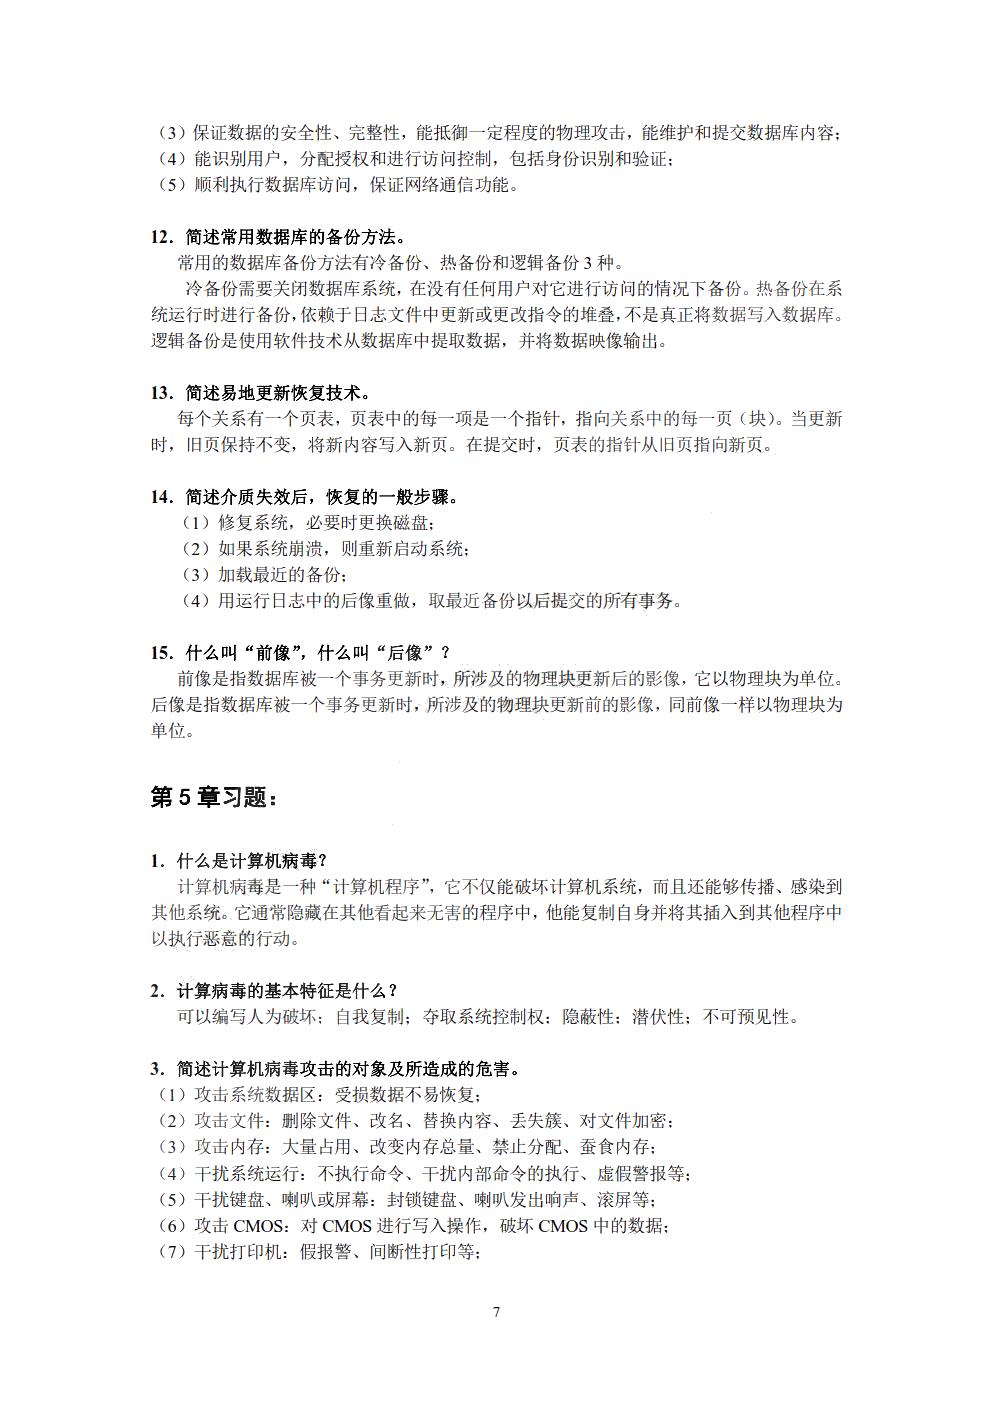 （3）保证数据的安全性、完整性，能抵御一定程度的物理攻击，能维护和提交数据库内容；
（4）能识别用户，分配授权和进行访问控制，包括身份识别和验证；
（5）顺利执行数据库访问，保证网络通信功能。
12．简述常用数据库的备份方法。
常用的数据库备份方法有冷备份、热备份和逻辑备份 3 种。
冷备份需要关闭数据库系统，在没有任何用户对它进行访问的情况下备份。热备份在系
统运行时进行备份，依赖于日志文件中更新或更改指令的堆叠，不是真正将数据写入数据库。
逻辑备份是使用软件技术从数据库中提取数据，并将数据映像输出。
13．简述易地更新恢复技术。
每个关系有一个页表，页表中的每一项是一个指针，指向关系中的每一页（块）。当更新
时，旧页保持不变，将新内容写入新页。在提交时，页表的指针从旧页指向新页。
14．简述介质失效后，恢复的一般步骤。
（1）修复系统，必要时更换磁盘；
（2）如果系统崩溃，则重新启动系统；
（3）加载最近的备份；
（4）用运行日志中的后像重做，取最近备份以后提交的所有事务。
15．什么叫“前像”，什么叫“后像”？
前像是指数据库被一个事务更新时，所涉及的物理块更新后的影像，它以物理块为单位。
后像是指数据库被一个事务更新时，所涉及的物理块更新前的影像，同前像一样以物理块为
单位。
第 5 章习题：
1．什么是计算机病毒？
计算机病毒是一种“计算机程序”，它不仅能破坏计算机系统，而且还能够传播、感染到
其他系统。它通常隐藏在其他看起来无害的程序中，他能复制自身并将其插入到其他程序中
以执行恶意的行动。
2．计算病毒的基本特征是什么？
可以编写人为破坏；自我复制；夺取系统控制权；隐蔽性；潜伏性；不可预见性。
3．简述计算机病毒攻击的对象及所造成的危害。
（1）攻击系统数据区：受损数据不易恢复；
（2）攻击文件：删除文件、改名、替换内容、丢失簇、对文件加密；
（3）攻击内存：大量占用、改变内存总量、禁止分配、蚕食内存；
（4）干扰系统运行：不执行命令、干扰内部命令的执行、虚假警报等；
（5）干扰键盘、喇叭或屏幕：封锁键盘、喇叭发出响声、滚屏等；
（6）攻击 CMOS：对 CMOS 进行写入操作，破坏 CMOS 中的数据；
（7）干扰打印机：假报警、间断性打印等；
7